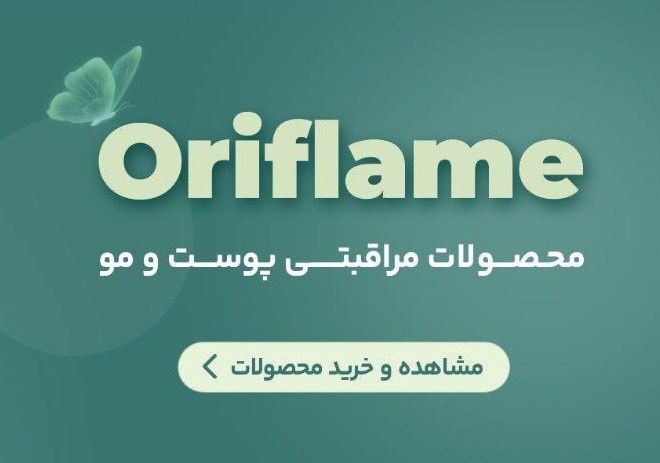 Oriflame
محصولات مراقبتی پوست و مو
مشاهده و خرید محصولات